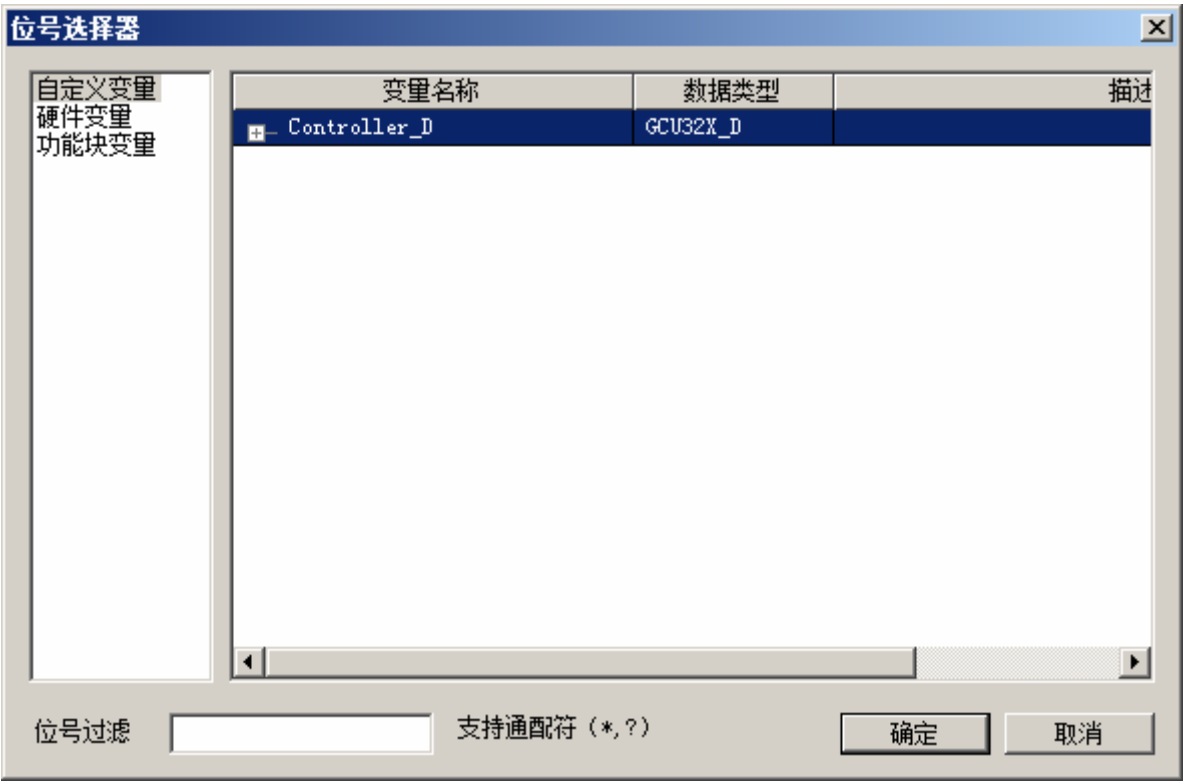 位号选择器
自定义变量
硬件变量
功能块变量
变量名称 数据类型 描述
Controller_D GCU32X_D
位号过滤 支持通配符 (*,?) 确定 取消